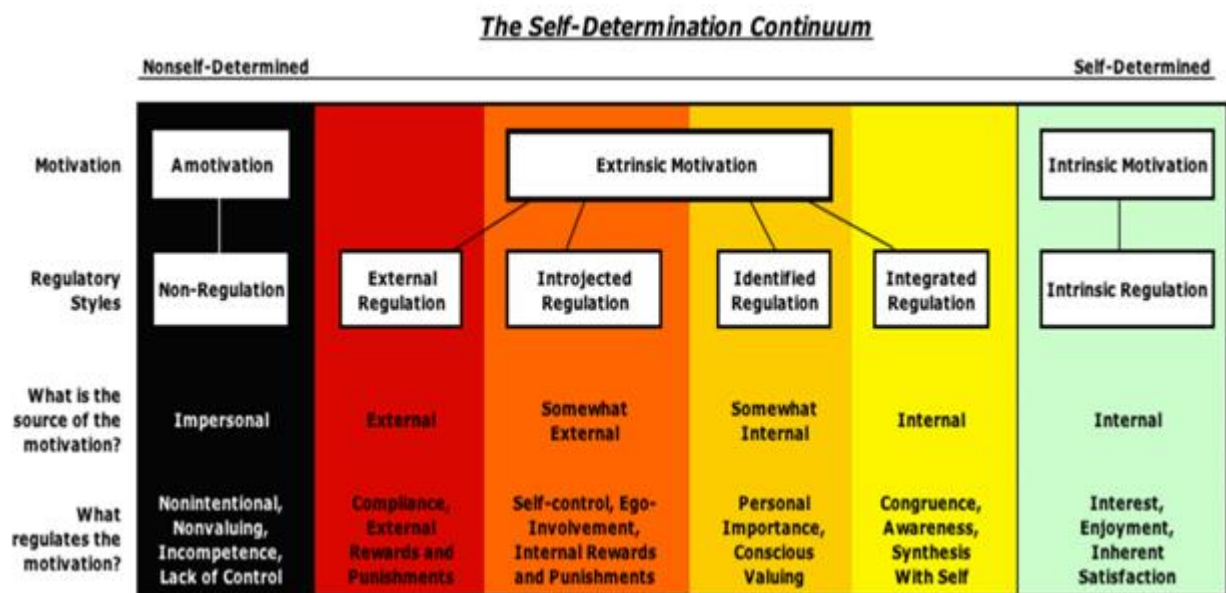 The Self-Determination Continuum
Nonself-Determined
Self-Determined
Motivation
Amotivation
Extrinsic Motivation
Intrinsic Motivation
Regulatory
Styles
Non-Regulation
External
Regulation
Introjected
Regulation
Identified
Regulation
Integrated
Regulation
Intrinsic Regulation
What is the
source of the
motivation?
Impersonal
External
Somewhat
External
Somewhat
Internal
Internal
Internal
What
regulates the
motivation?
Nonintentional,
Nonvaluing,
Incompetence,
Lack of Control
Compliance,
External
Rewards and
Punishments
Self-control, Ego-
Involvement,
Internal Rewards
and Punishments
Personal
Importance,
Conscious
Valuing
Congruence,
Awareness,
Synthesis
With Self
Interest,
Enjoyment,
Inherent
Satisfaction